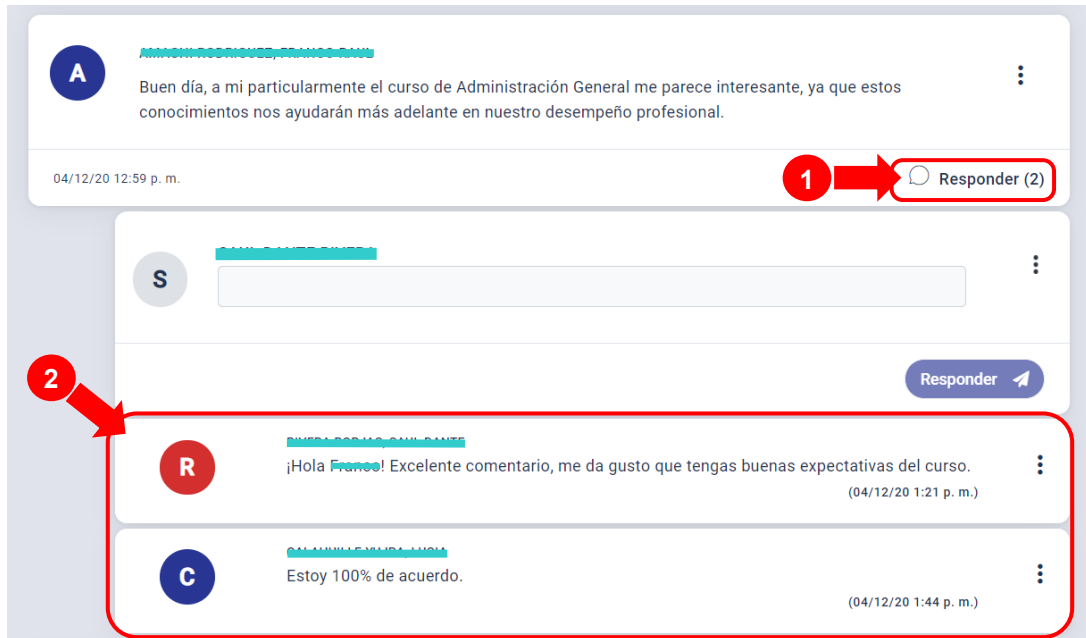 A
Buen día, a mi particularmente el curso de Administración General me parece interesante, ya que estos
conocimientos nos ayudarán más adelante en nuestro desempeño profesional.
04/12/20 12:59 p. m.
1
Responder (2)
S
Responder
2
R
¡Hola! Excelente comentario, me da gusto que tengas buenas expectativas del curso.
(04/12/20 1:21 p. m.)
C
Estoy 100% de acuerdo.
(04/12/20 1:44 p. m.)